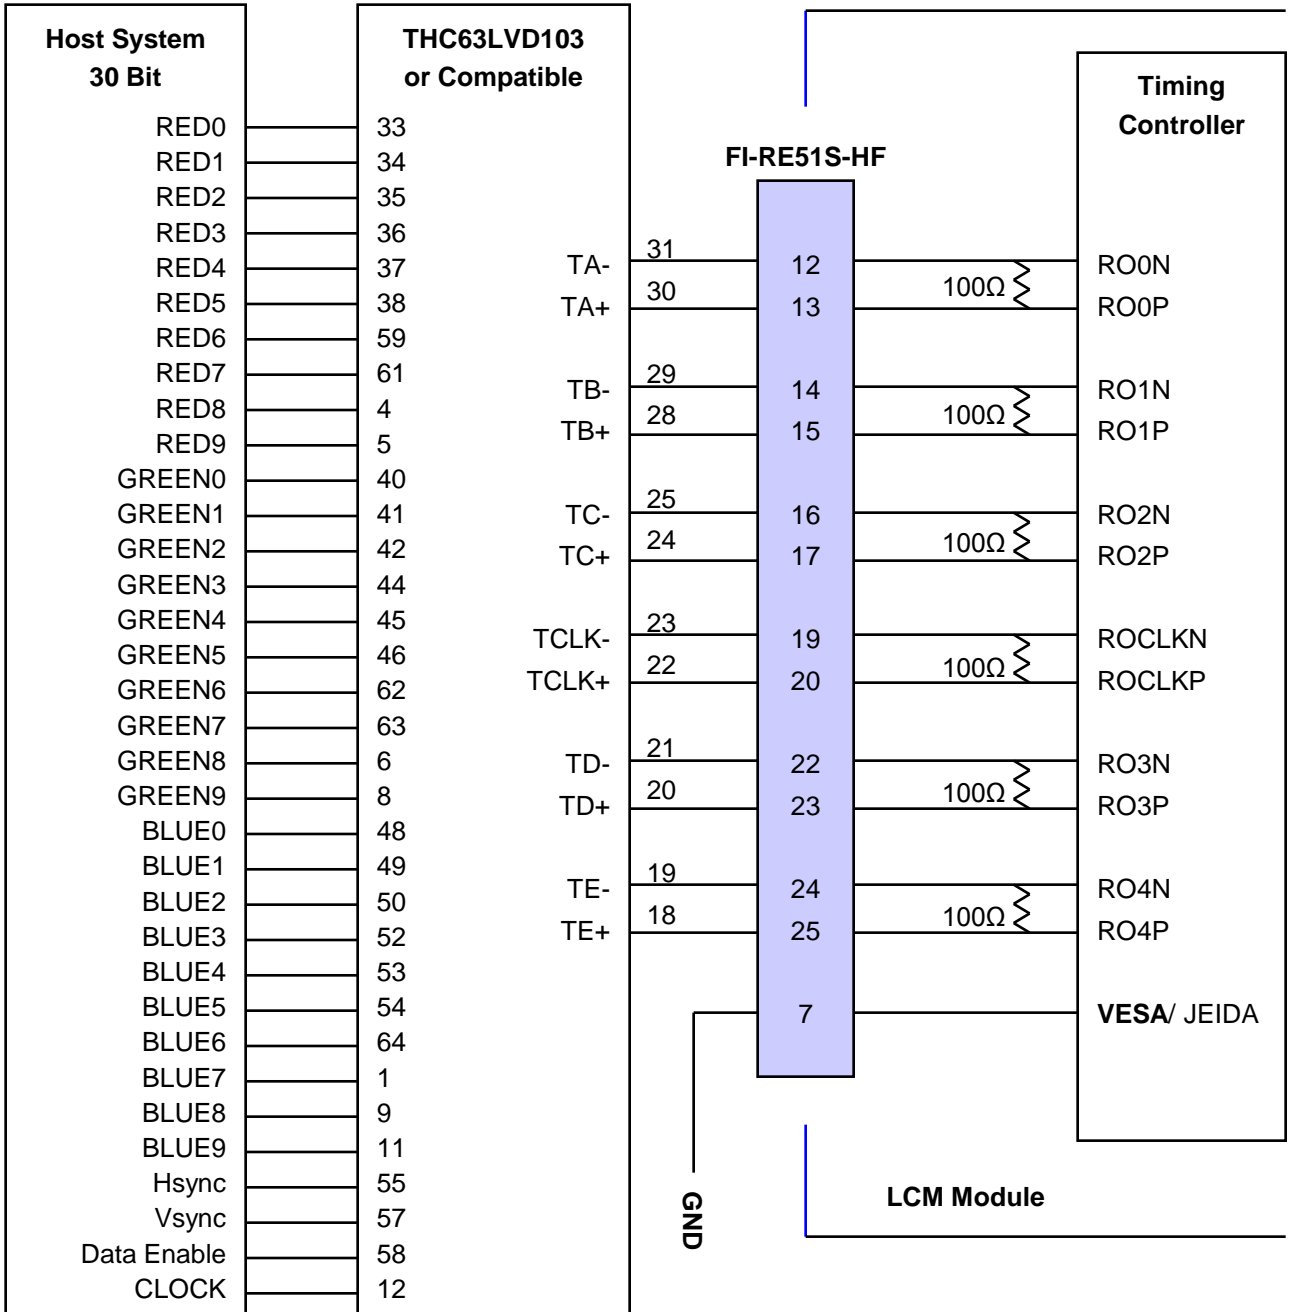 Host System
30 Bit
RED0
RED1
RED2
RED3
RED4
RED5
RED6
RED7
RED8
RED9
GREEN0
GREEN1
GREEN2
GREEN3
GREEN4
GREEN5
GREEN6
GREEN7
GREEN8
GREEN9
BLUE0
BLUE1
BLUE2
BLUE3
BLUE4
BLUE5
BLUE6
BLUE7
BLUE8
BLUE9
Hsync
Vsync
Data Enable
CLOCK
THC63LVD103
or Compatible
33
34
35
36
37
38
59
61
4
5
40
41
42
44
45
46
62
63
6
8
48
49
50
52
53
54
64
1
9
11
55
57
58
12
TA-
TA+
TB-
TB+
TC-
TC+
TCLK-
TCLK+
TD-
TD+
TE-
TE+
31
30
29
28
25
24
23
22
21
20
19
18
GND
FI-RE51S-HF
12
13
14
15
16
17
19
20
22
23
24
25
7
100Ω
100Ω
100Ω
100Ω
100Ω
100Ω
LCM Module
Timing
Controller
RO0N
RO0P
RO1N
RO1P
RO2N
RO2P
ROCLKN
ROCLKP
RO3N
RO3P
RO4N
RO4P
VESA/ JEIDA